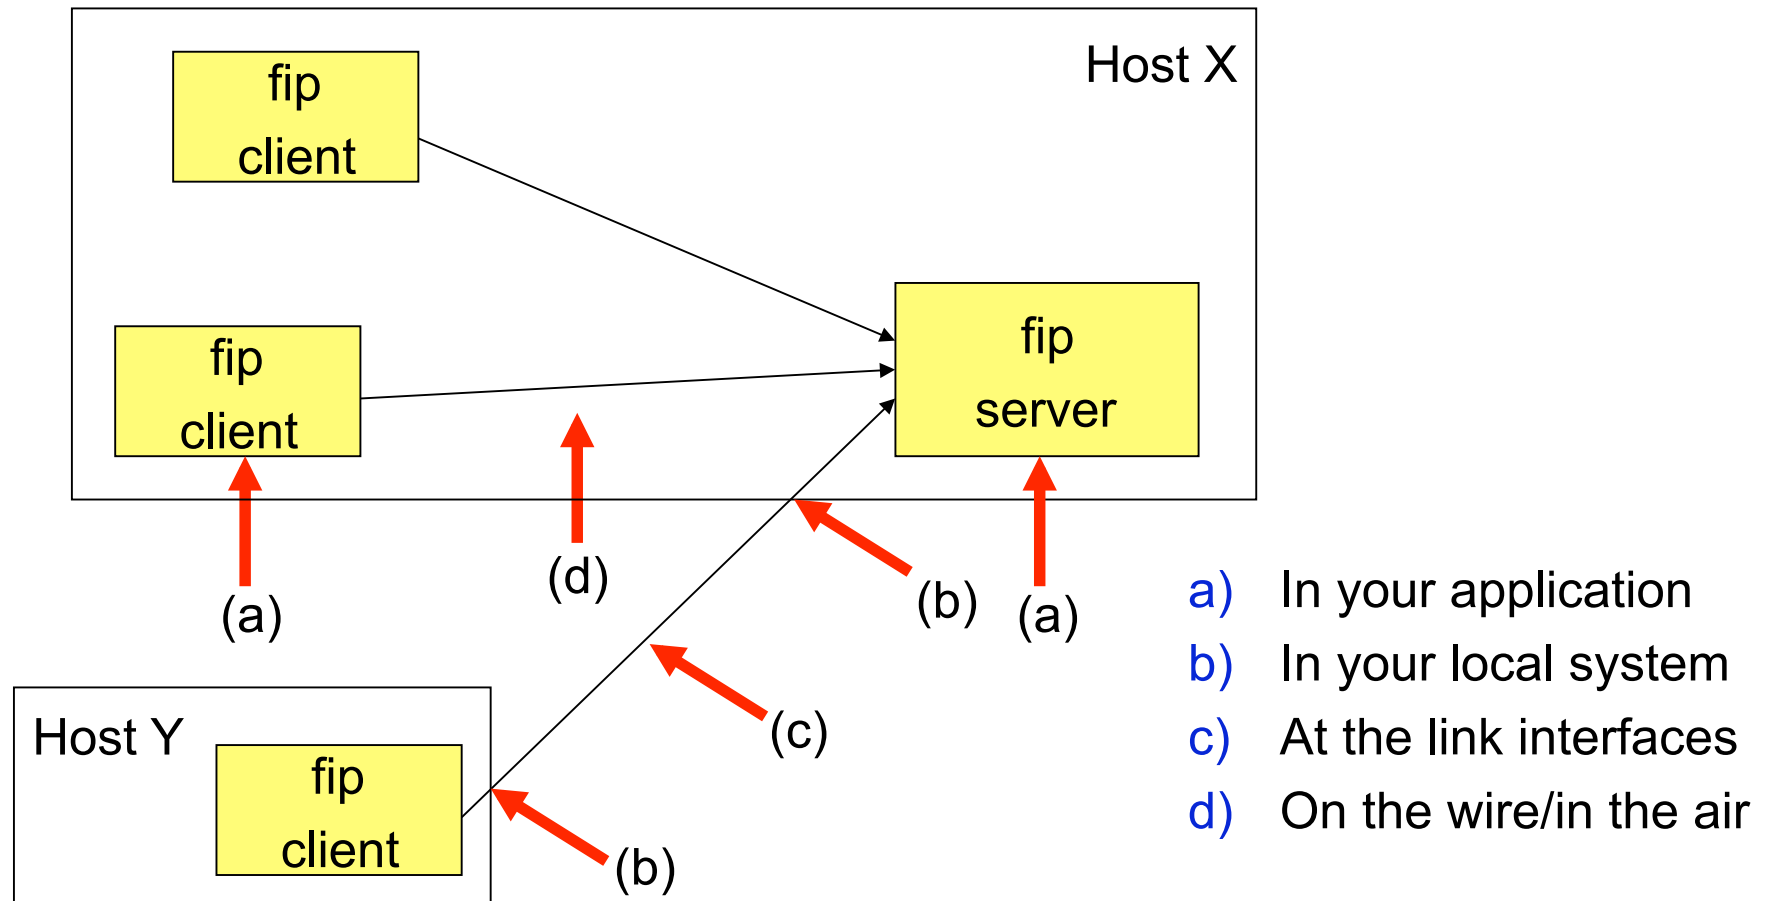 Host X
fip
client
fip
client
fip
server
(a)
(d)
(b)
(a)
(c)
(b)
Host Y
fip
client
a) In your application
b) In your local system
c) At the link interfaces
d) On the wire/in the air